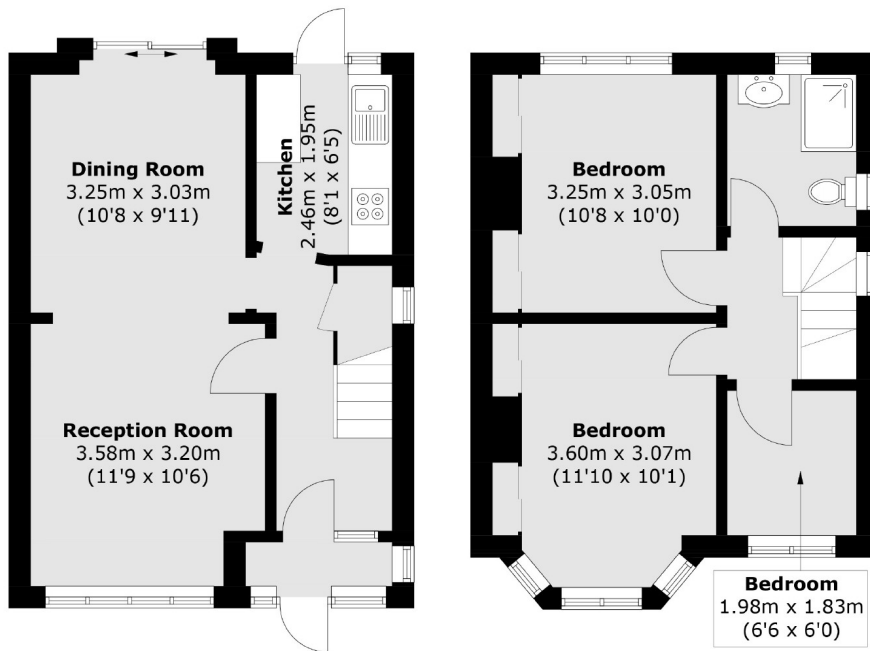 Dining Room
3.25m x 3.03m
(10'8 x 9'11)
Kitchen
2.46m x 1.95m
(8'1 x 6'5)
Reception Room
3.58m x 3.20m
(11'9 x 10'6)
Bedroom
3.25m x 3.05m
(10'8 x 10'0)
Bedroom
3.60m x 3.07m
(11'10 x 10'1)
Bedroom
1.98m x 1.83m
(6'6 x 6'0)